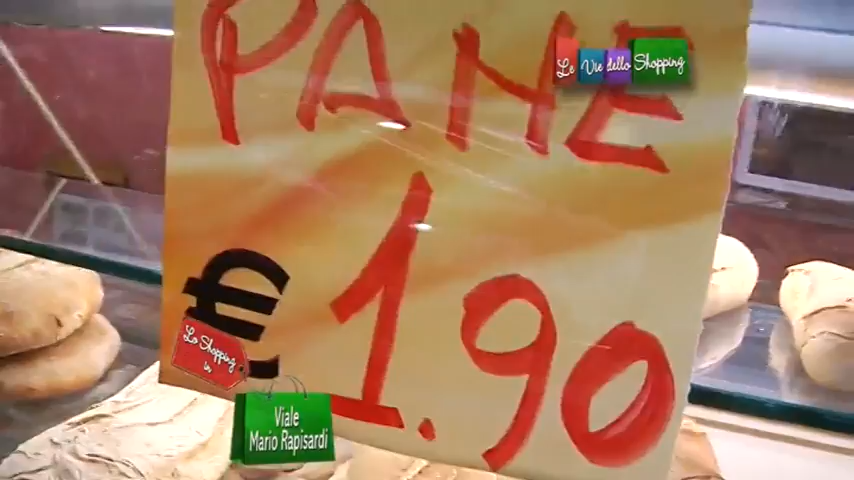 PANE
Le Vie dello Shopping
€ 1.90
Lo Shopping
in
Viale
Mario Rapisardi